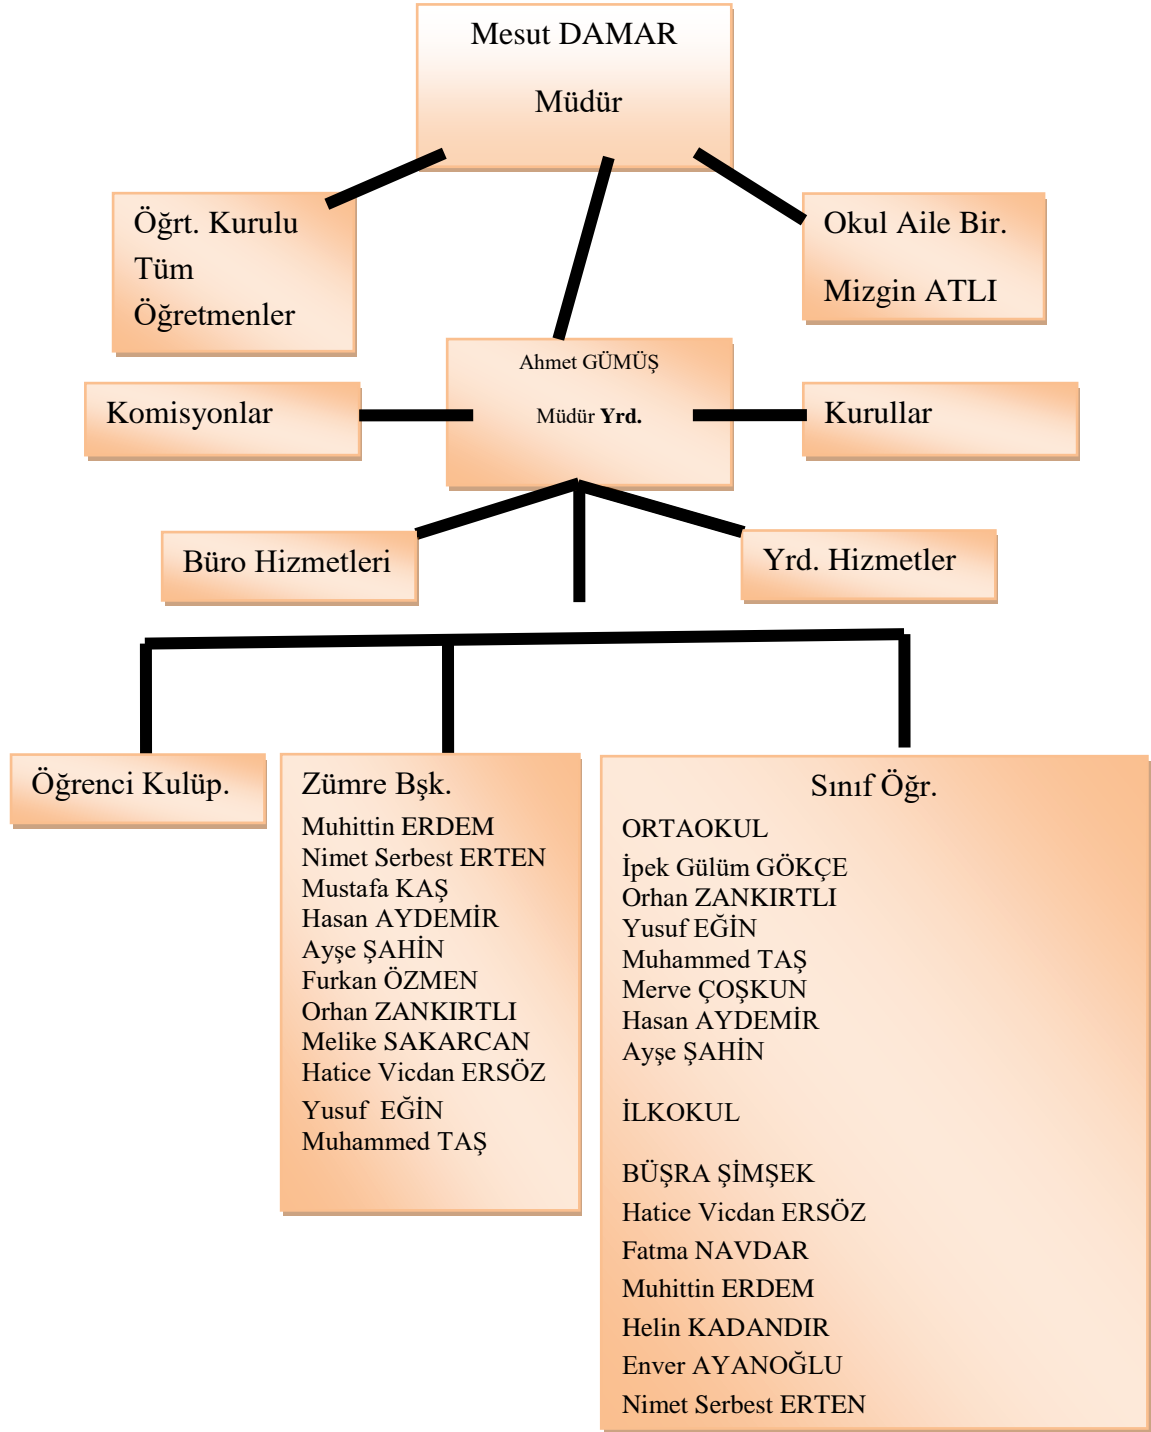 Mesut DAMAR
Müdür
Öğrt. Kurulu
Tüm
Öğretmenler
Okul Aile Bir.
Mizgin ATLI
Ahmet GÜMÜŞ
Müdür Yrd.
Komisyonlar
Kurullar
Büro Hizmetleri
Yrd. Hizmetler
Öğrenci Kulüp.
Zümre Bşk.
Muhittin ERDEM
Nimet Serbest ERTEN
Mustafa KAŞ
Hasan AYDEMİR
Ayşe ŞAHİN
Furkan ÖZMEN
Orhan ZANKIRTLI
Melike SAKARCAN
Hatice Vicdan ERSÖZ
Yusuf  EĞİN
Muhammed TAŞ
Sınıf Öğr.
ORTAOKUL
İpek Gülüm GÖKÇE
Orhan ZANKIRTLI
Yusuf EĞİN
Muhammed TAŞ
Merve ÇOŞKUN
Hasan AYDEMİR
Ayşe ŞAHİN
İLKOKUL
BÜŞRA ŞİMŞEK
Hatice Vicdan ERSÖZ
Fatma NAVDAR
Muhittin ERDEM
Helin KADANDIR
Enver AYANOĞLU
Nimet Serbest ERTEN